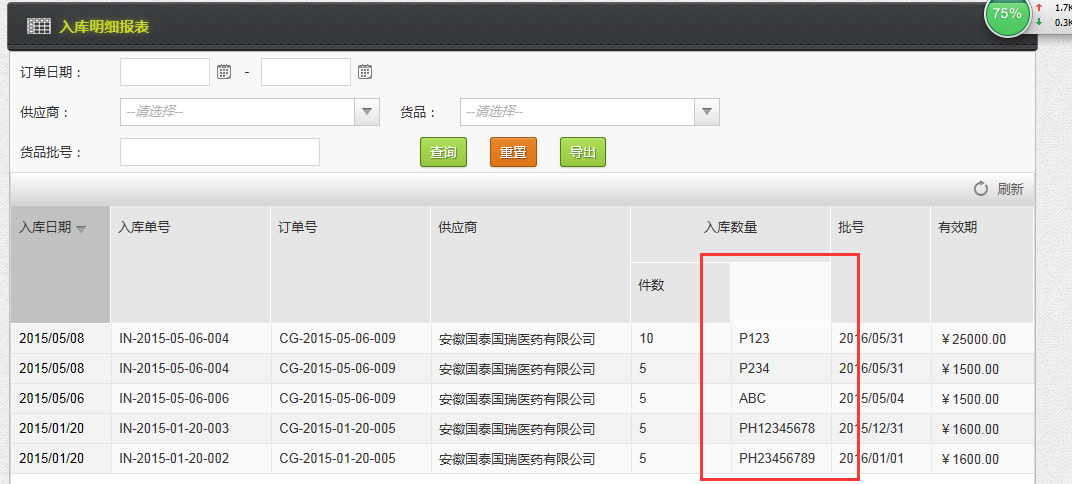 入库明细报表
75%
1.7K
0.3K
订单日期： -
供应商： --请选择-- 货品： --请选择--
货品批号： 查询 重置 导出
刷新
入库日期 入库单号 订单号 供应商 入库数量 批号 有效期
件数
2015/05/08 IN-2015-05-06-004 CG-2015-05-06-009 安徽国泰国瑞医药有限公司 10 P123 2016/05/31 ￥25000.00
2015/05/08 IN-2015-05-06-004 CG-2015-05-06-009 安徽国泰国瑞医药有限公司 5 P234 2016/05/31 ￥1500.00
2015/05/06 IN-2015-05-06-006 CG-2015-05-06-009 安徽国泰国瑞医药有限公司 5 ABC 2015/05/04 ￥1500.00
2015/01/20 IN-2015-01-20-003 CG-2015-01-20-005 安徽国泰国瑞医药有限公司 5 PH12345678 2015/12/31 ￥1600.00
2015/01/20 IN-2015-01-20-002 CG-2015-01-20-005 安徽国泰国瑞医药有限公司 5 PH23456789 2016/01/01 ￥1600.00